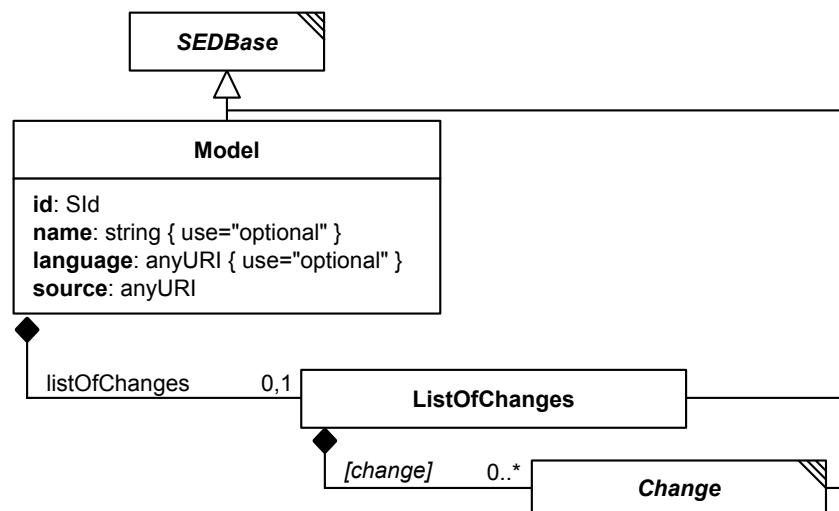 SEDBase
Model
id: SId
name: string { use="optional" }
language: anyURI { use="optional" }
source: anyURI
listOfChanges 0,1
ListOfChanges
[change] 0..*
Change